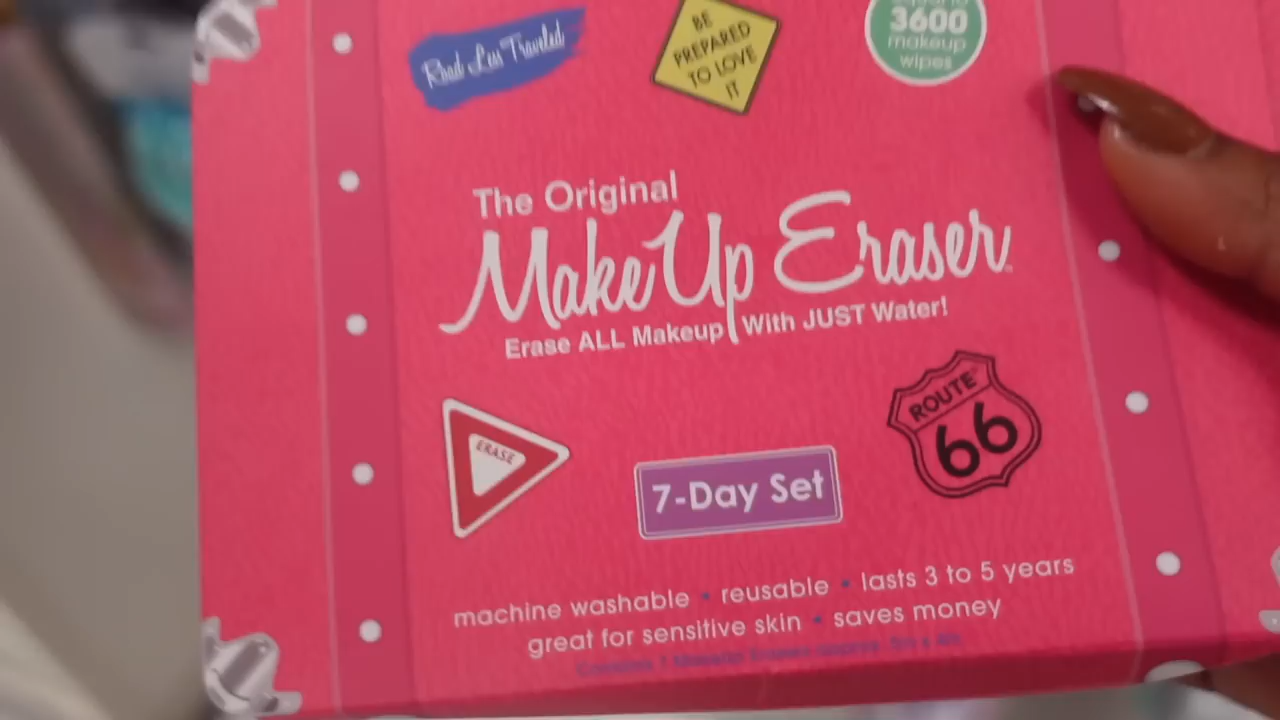 Road Less Traveled
BE
PREPARED
TO LOVE
IT
3600
makeup
wipes
The Original
MakeUp Eraser
Erase ALL Makeup With JUST Water!
ERASE
ROUTE
66
7-Day Set
machine washable • reusable • lasts 3 to 5 years
great for sensitive skin • saves money